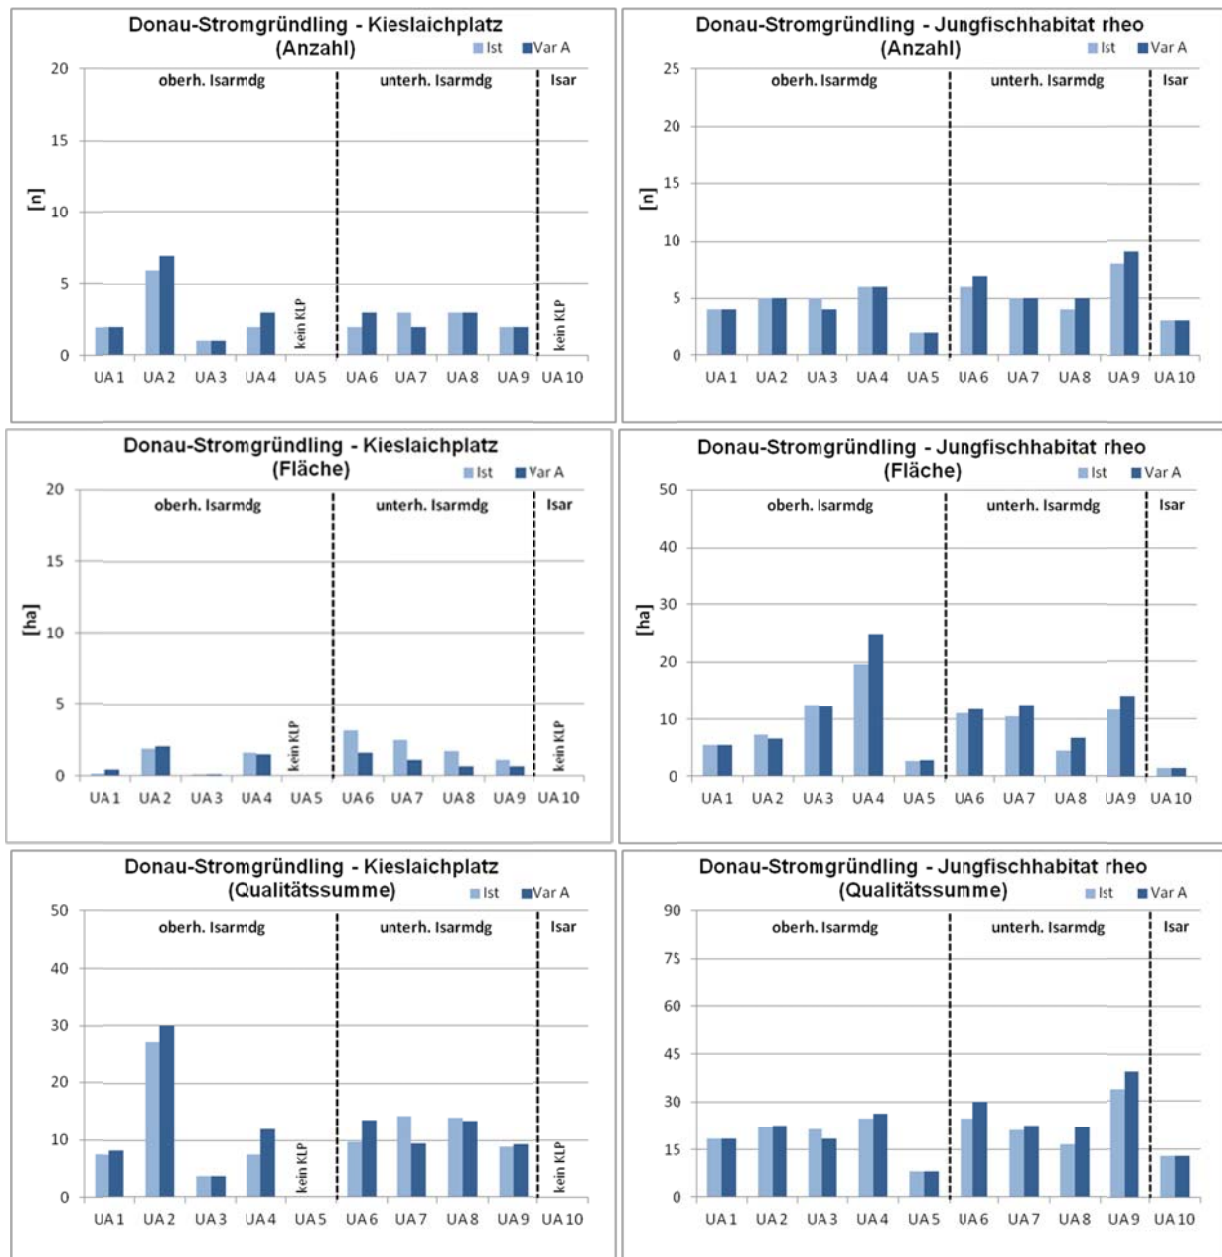 Donau-Stromgründling - Kieslaichplatz
(Anzahl)
Ist Var A
oberh. Isarmdg unterh. Isarmdg Isar
[n]
20
15
10
5
0
kein KLP
kein KLP
UA 1 UA 2 UA 3 UA 4 UA 5 UA 6 UA 7 UA 8 UA 9 UA 10
Donau-Stromgründling - Jungfischhabitat rheo
(Anzahl)
Ist Var A
oberh. Isarmdg unterh. Isarmdg Isar
[n]
25
20
15
10
5
0
UA 1 UA 2 UA 3 UA 4 UA 5 UA 6 UA 7 UA 8 UA 9 UA 10
Donau-Stromgründling - Kieslaichplatz
(Fläche)
Ist Var A
oberh. Isarmdg unterh. Isarmdg Isar
[ha]
20
15
10
5
0
kein KLP
kein KLP
UA 1 UA 2 UA 3 UA 4 UA 5 UA 6 UA 7 UA 8 UA 9 UA 10
Donau-Stromgründling - Jungfischhabitat rheo
(Fläche)
Ist Var A
oberh. Isarmdg unterh. Isarmdg Isar
[ha]
50
40
30
20
10
0
UA 1 UA 2 UA 3 UA 4 UA 5 UA 6 UA 7 UA 8 UA 9 UA 10
Donau-Stromgründling - Kieslaichplatz
(Qualitätssumme)
Ist Var A
oberh. Isarmdg unterh. Isarmdg Isar
50
40
30
20
10
0
kein KLP
kein KLP
UA 1 UA 2 UA 3 UA 4 UA 5 UA 6 UA 7 UA 8 UA 9 UA 10
Donau-Stromgründling - Jungfischhabitat rheo
(Qualitätssumme)
Ist Var A
oberh. Isarmdg unterh. Isarmdg Isar
90
75
60
45
30
15
0
UA 1 UA 2 UA 3 UA 4 UA 5 UA 6 UA 7 UA 8 UA 9 UA 10